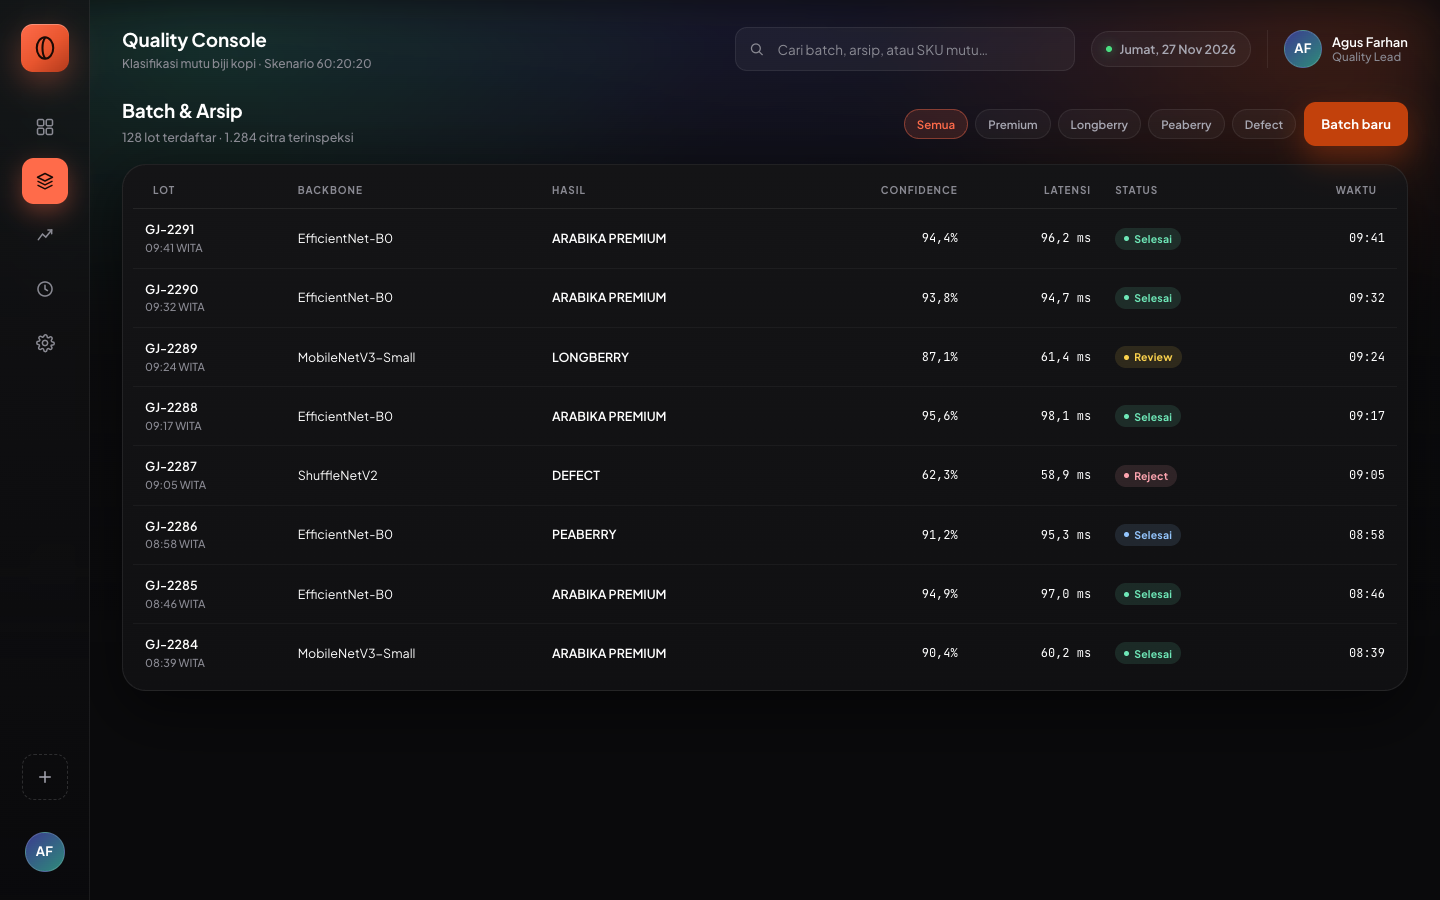 Quality Console
Klasifikasi mutu biji kopi · Skenario 60:20:20
Cari batch, arsip, atau SKU mutu...
Jumat, 27 Nov 2026
AF
Agus Farhan
Quality Lead
Batch & Arsip
128 lot terdaftar · 1.284 citra terinspeksi
Semua
Premium
Longberry
Peaberry
Defect
Batch baru
LOT BACKBONE HASIL CONFIDENCE LATENSI STATUS WAKTU
GJ-2291
09:41 WITA
EfficientNet-B0 ARABIKA PREMIUM 94,4% 96,2 ms Selesai 09:41
GJ-2290
09:32 WITA
EfficientNet-B0 ARABIKA PREMIUM 93,8% 94,7 ms Selesai 09:32
GJ-2289
09:24 WITA
MobileNetV3-Small LONGBERRY 87,1% 61,4 ms Review 09:24
GJ-2288
09:17 WITA
EfficientNet-B0 ARABIKA PREMIUM 95,6% 98,1 ms Selesai 09:17
GJ-2287
09:05 WITA
ShuffleNetV2 DEFECT 62,3% 58,9 ms Reject 09:05
GJ-2286
08:58 WITA
EfficientNet-B0 PEABERRY 91,2% 95,3 ms Selesai 08:58
GJ-2285
08:46 WITA
EfficientNet-B0 ARABIKA PREMIUM 94,9% 97,0 ms Selesai 08:46
GJ-2284
08:39 WITA
MobileNetV3-Small ARABIKA PREMIUM 90,4% 60,2 ms Selesai 08:39
AF